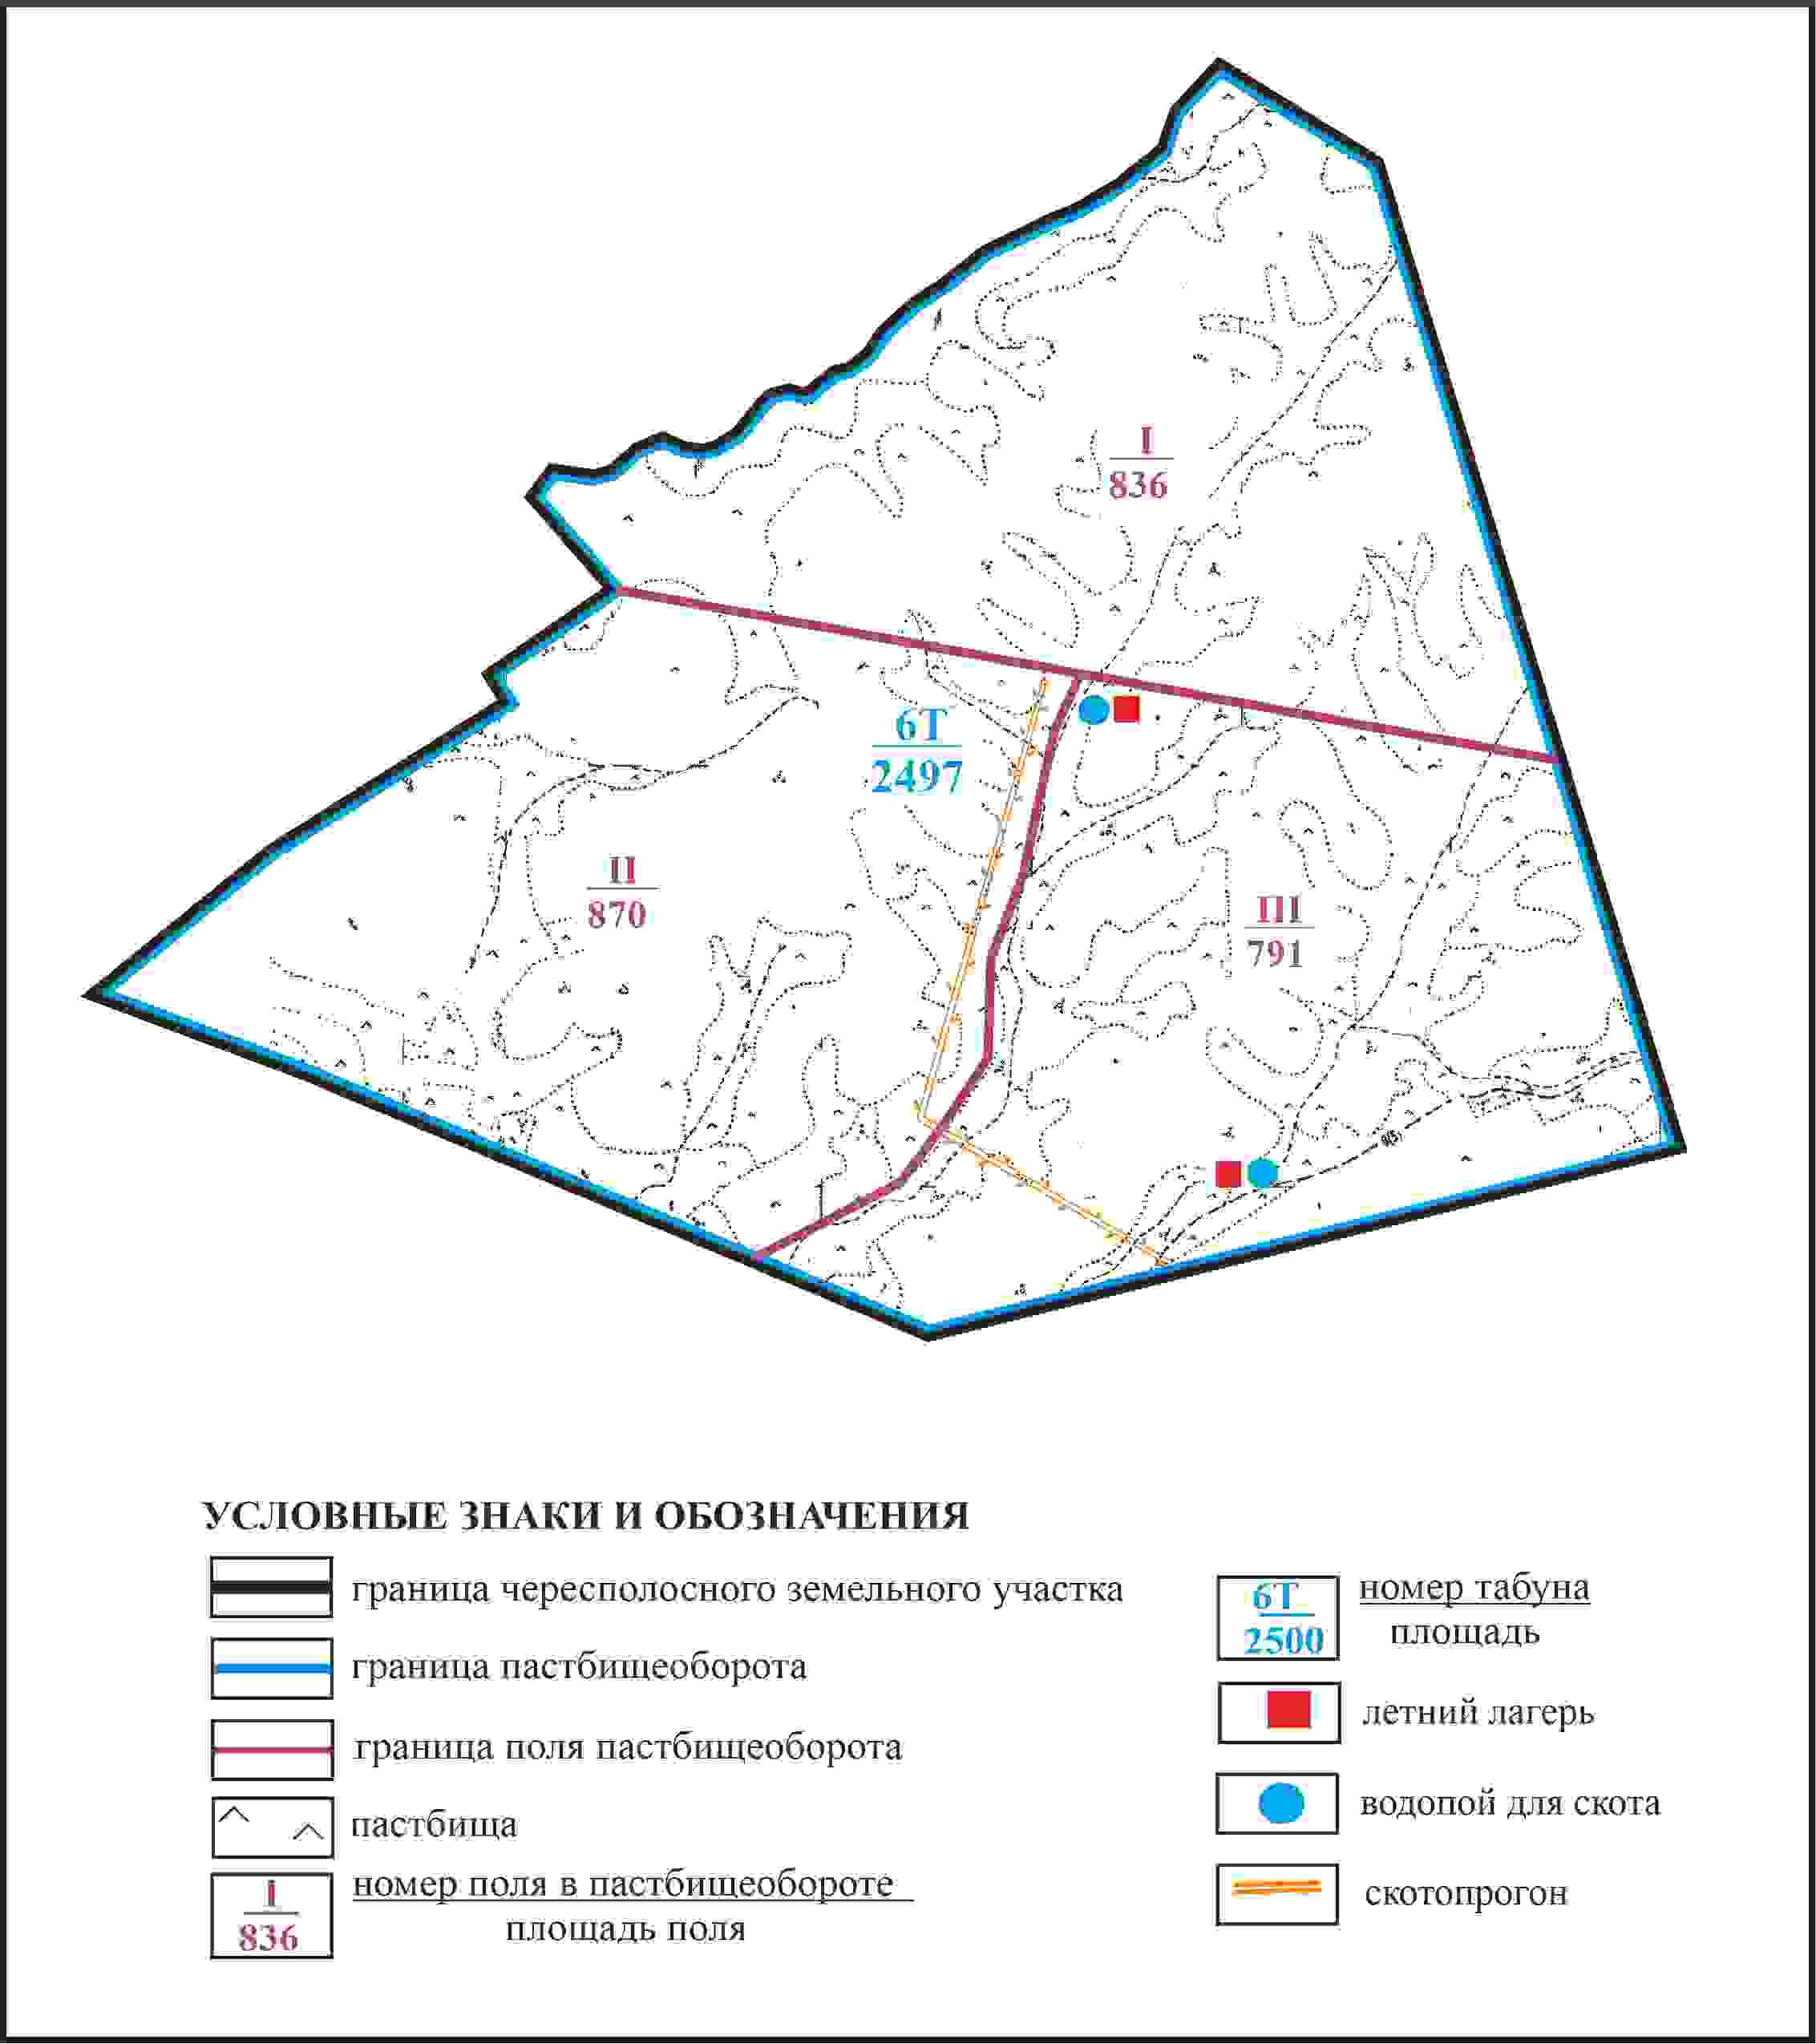 I
836
6Т
2497
II
870
III
791
УСЛОВНЫЕ ЗНАКИ И ОБОЗНАЧЕНИЯ
граница чересполосного земельного участка
граница пастбищеоборота
граница поля пастбищеоборота
пастбища
I
836
номер поля в пастбищеобороте
площадь поля
6Т
2500
номер табуна
площадь
летний лагерь
водопой для скота
скотопрогон